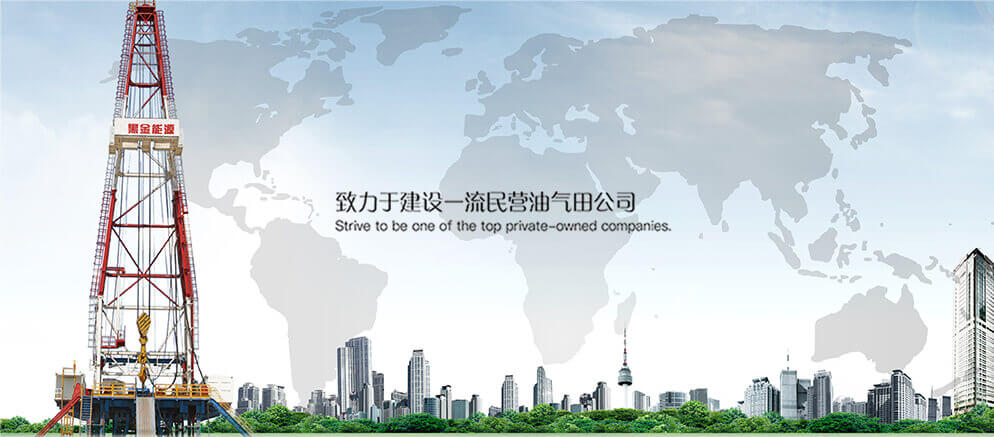 黑金能源
致力于建设一流民营油气田公司
Strive to be one of the top private-owned companies.